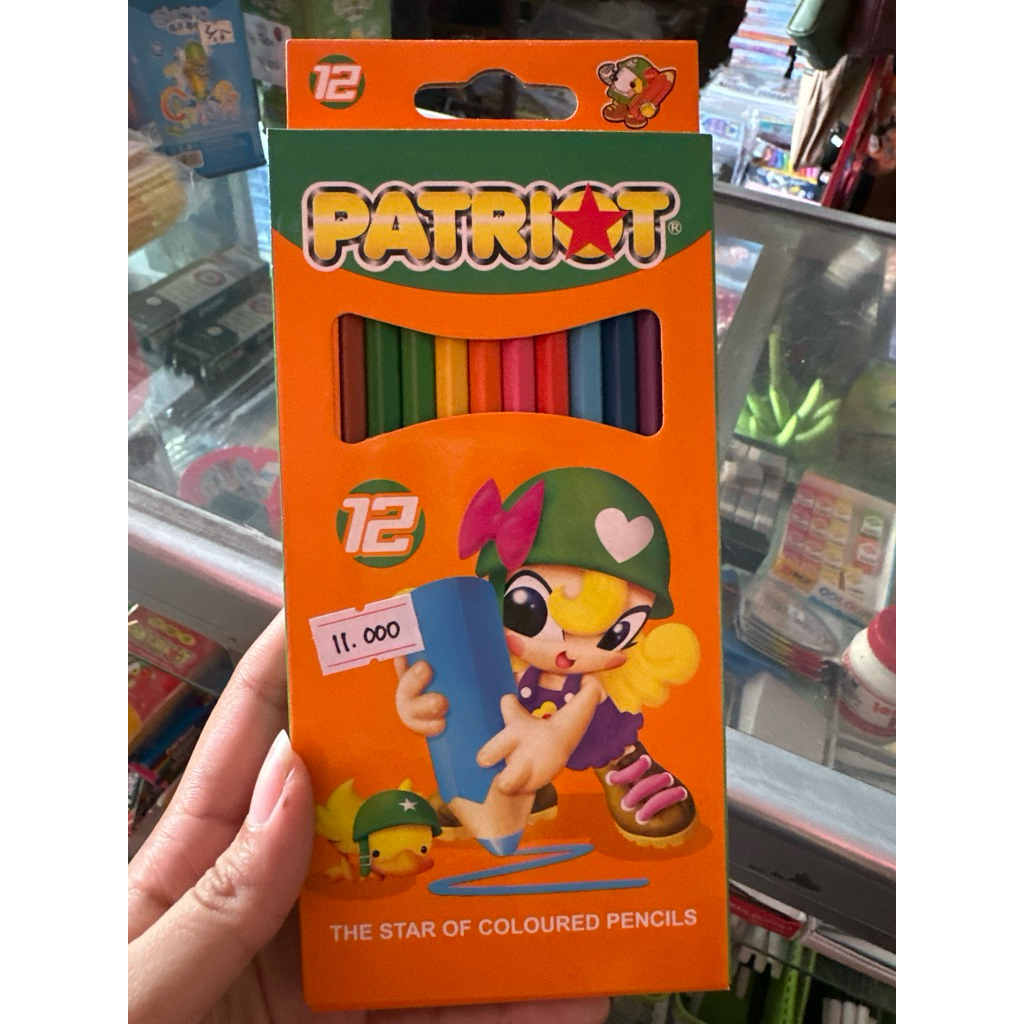 12
PATRIOT®
12
11.000
THE STAR OF COLOURED PENCILS